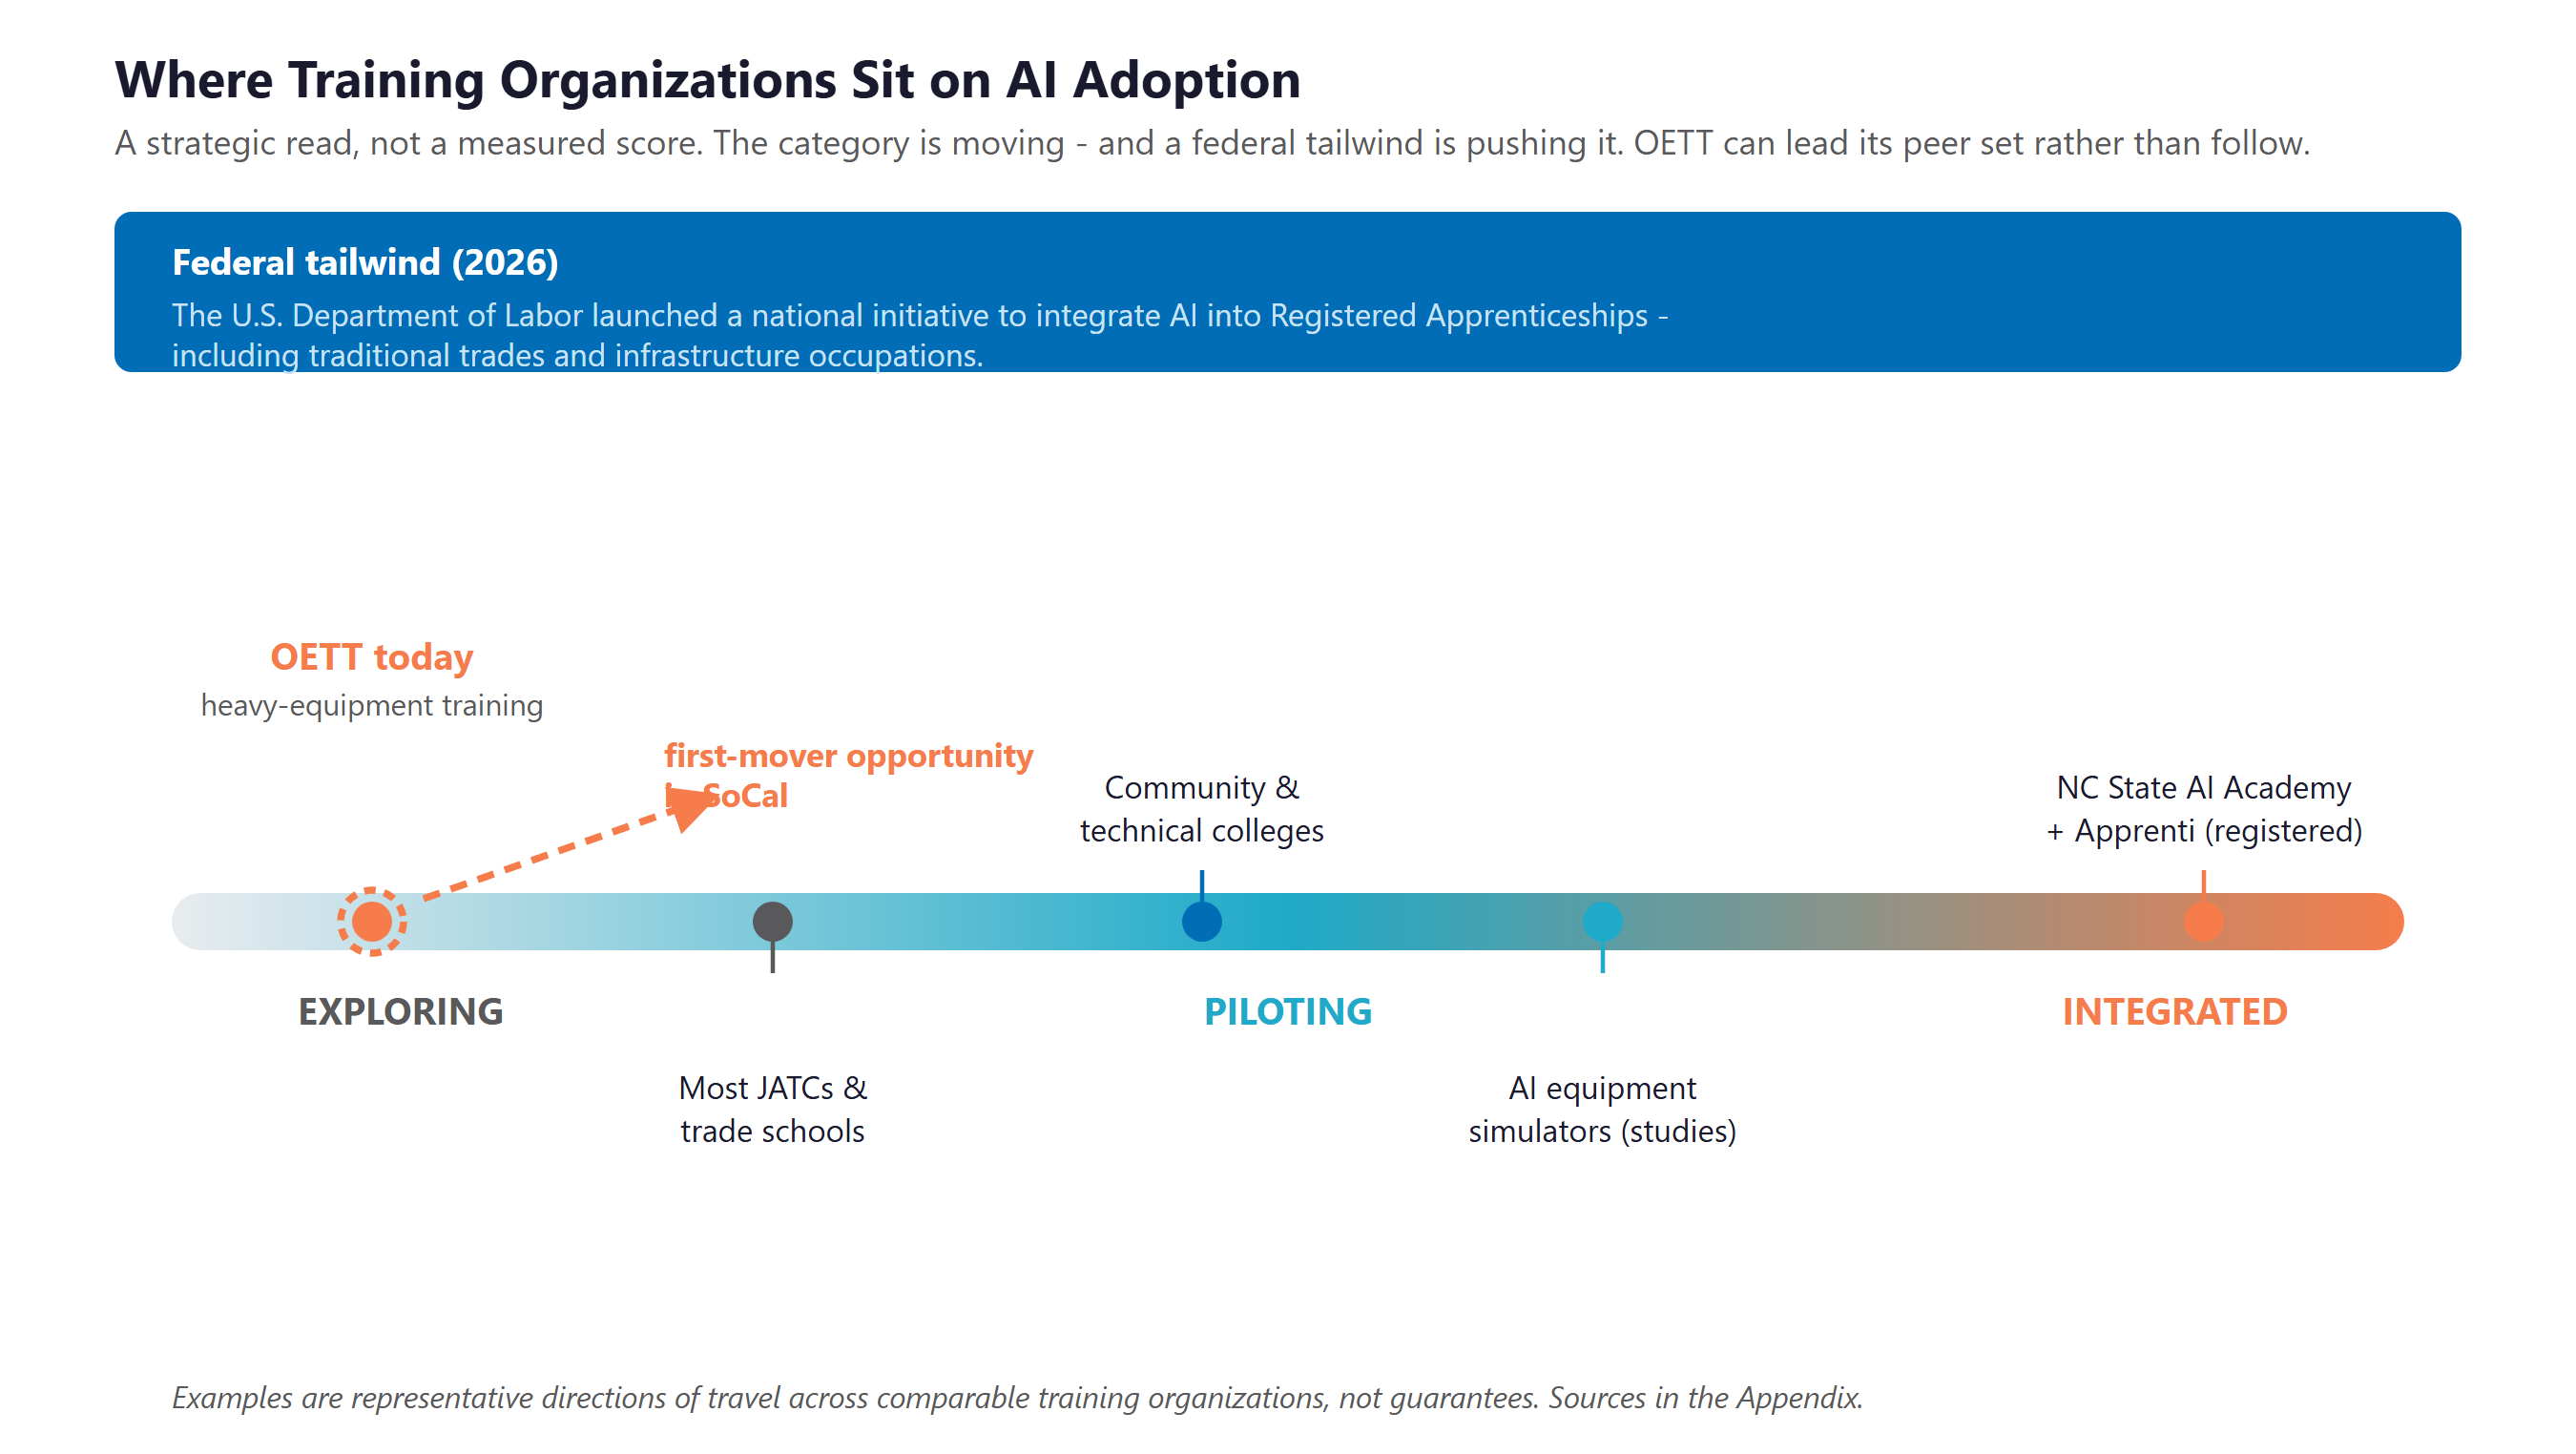 Where Training Organizations Sit on AI Adoption
A strategic read, not a measured score. The category is moving - and a federal tailwind is pushing it. OETT can lead its peer set rather than follow.
Federal tailwind (2026)
The U.S. Department of Labor launched a national initiative to integrate AI into Registered Apprenticeships -
including traditional trades and infrastructure occupations.
OETT today
heavy-equipment training
first-mover opportunity
in SoCal
Community &
technical colleges
NC State AI Academy
+ Apprenti (registered)
EXPLORING
PILOTING
INTEGRATED
Most JATCs &
trade schools
AI equipment
simulators (studies)
Examples are representative directions of travel across comparable training organizations, not guarantees. Sources in the Appendix.